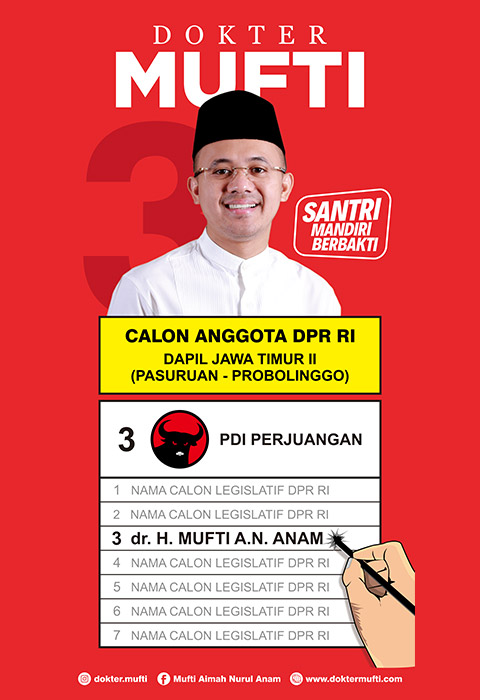 DOKTER
MUFTI
3
SANTRI
MANDIRI
BERBAKTI
CALON ANGGOTA DPR RI
DAPIL JAWA TIMUR II
(PASURUAN - PROBOLINGGO)
3 PDI PERJUANGAN
1 NAMA CALON LEGISLATIF DPR RI
2 NAMA CALON LEGISLATIF DPR RI
3 dr. H. MUFTI A.N. ANAM
4 NAMA CALON LEGISLATIF DPR RI
5 NAMA CALON LEGISLATIF DPR RI
6 NAMA CALON LEGISLATIF DPR RI
7 NAMA CALON LEGISLATIF DPR RI
dokter.mufti Mufti Aimah Nurul Anam www.doktermufti.com